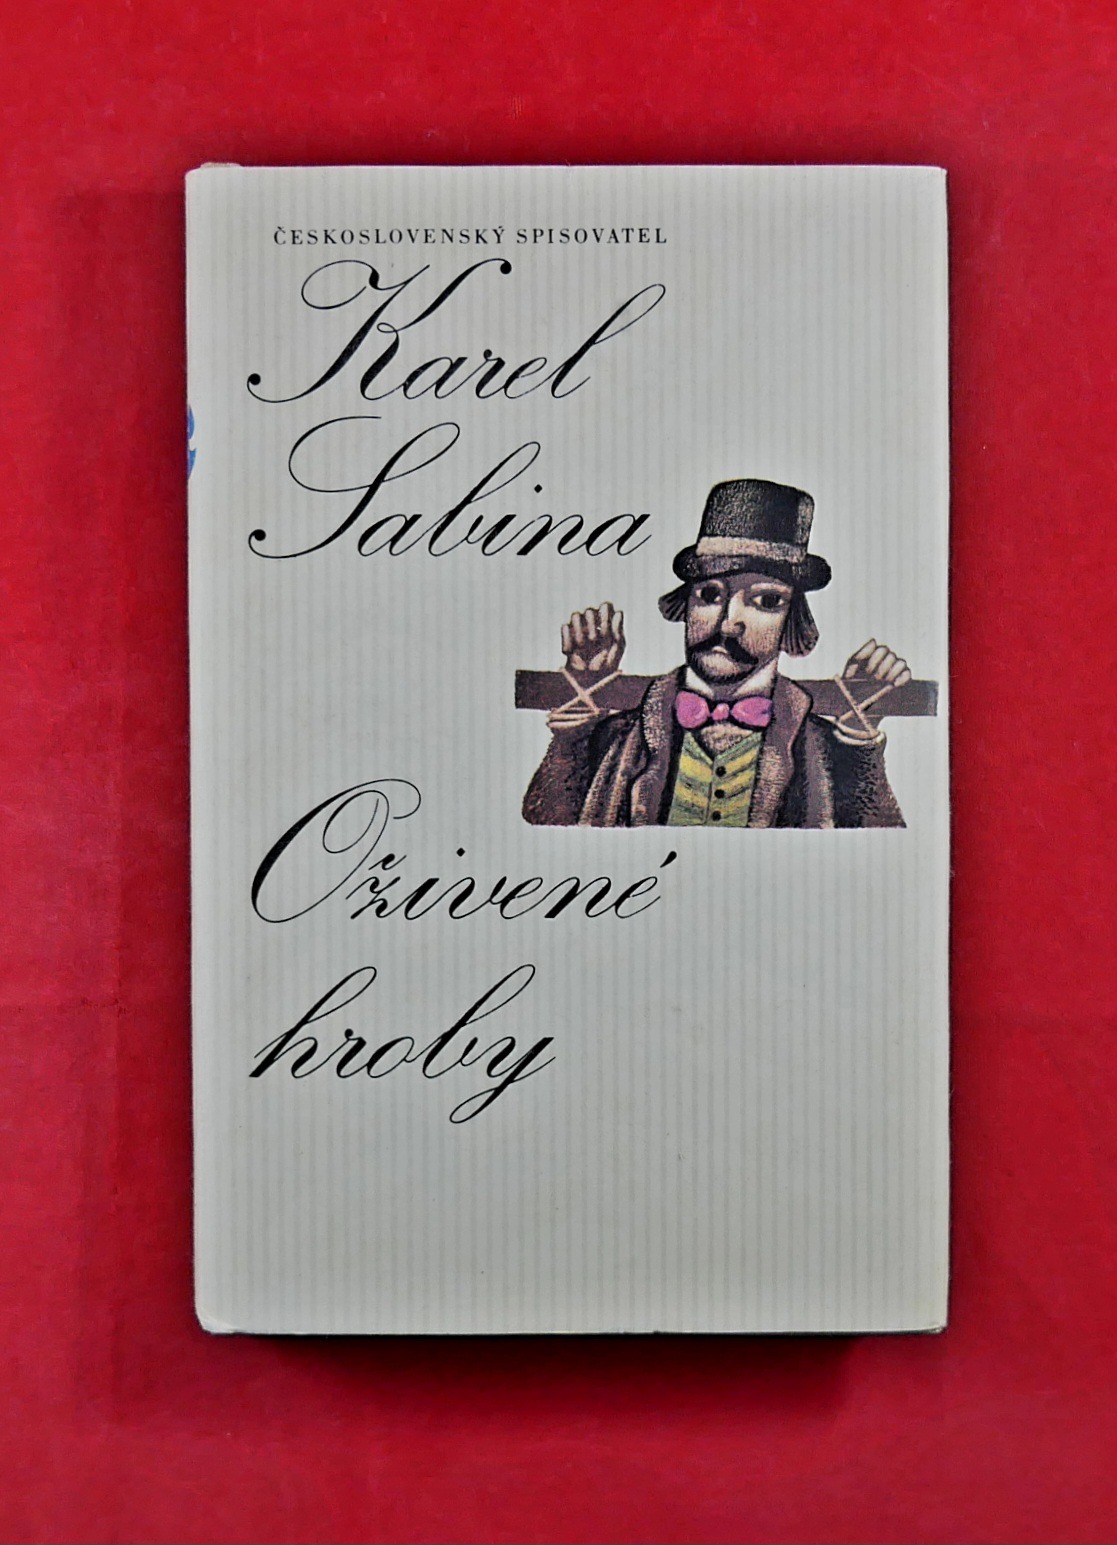 ČESKOSLOVENSKÝ SPISOVATEL
Karel
Sabina
Oživené
hroby